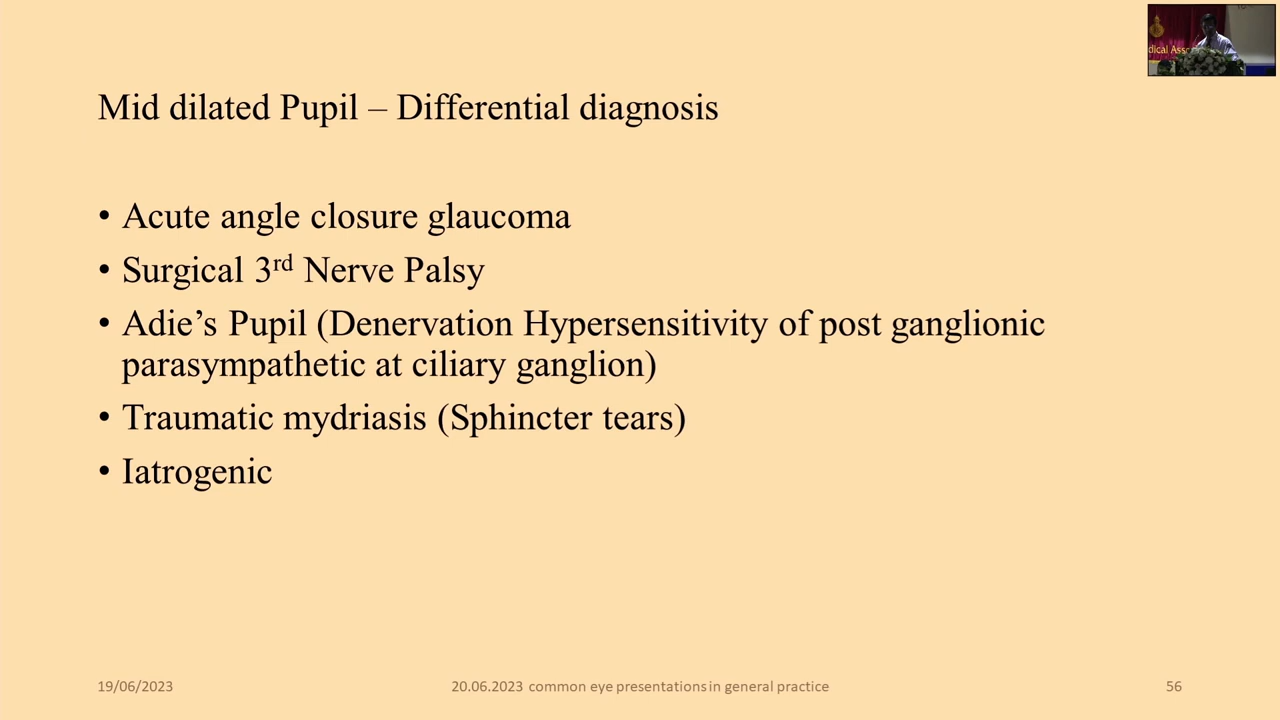 dical Ass
Mid dilated Pupil – Differential diagnosis
• Acute angle closure glaucoma
• Surgical 3rd Nerve Palsy
• Adie’s Pupil (Denervation Hypersensitivity of post ganglionic
parasympathetic at ciliary ganglion)
• Traumatic mydriasis (Sphincter tears)
• Iatrogenic
19/06/2023
20.06.2023 common eye presentations in general practice
56